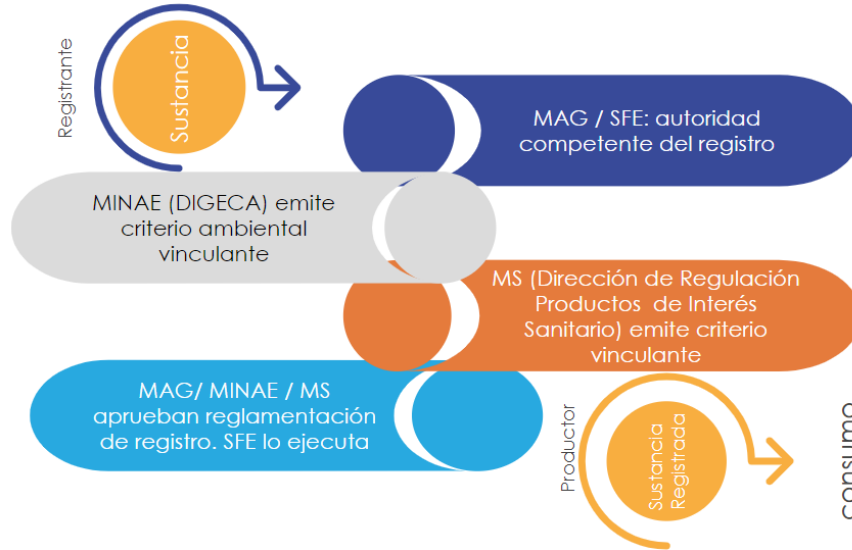 Registrante
Sustancia
MAG / SFE: autoridad
competente del registro
MINAE (DIGECA) emite
criterio ambiental
vinculante
MS (Dirección de Regulación
Productos de Interés
Sanitario) emite criterio
vinculante
MAG/ MINAE / MS
aprueban reglamentación
de registro. SFE lo ejecuta
Productor
Sustancia
Registrada
consumo